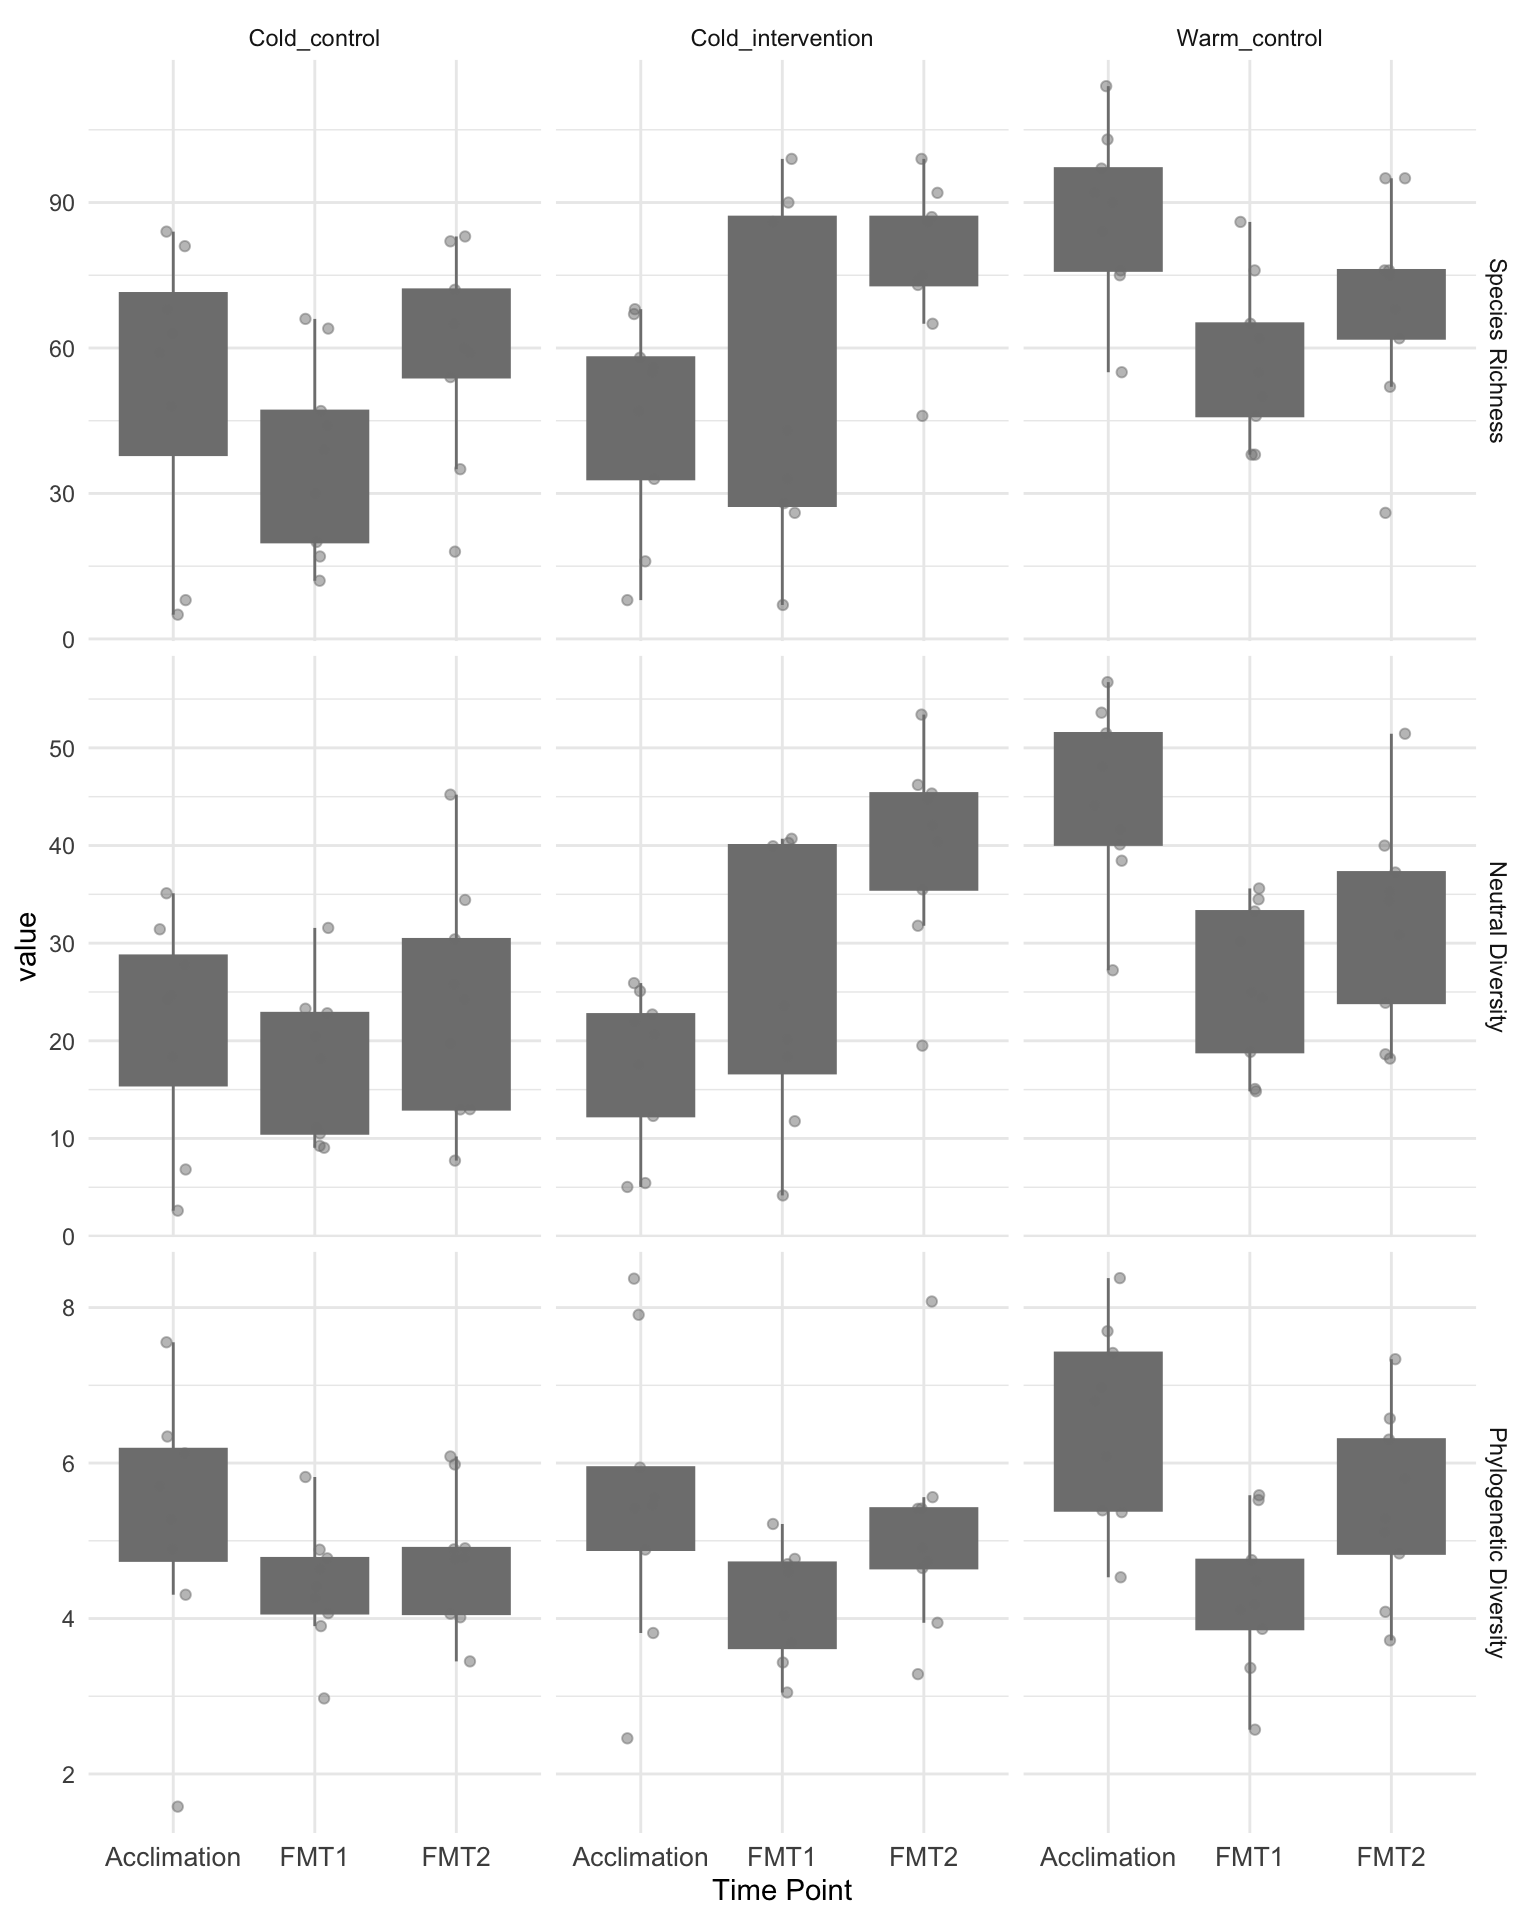 Cold_control Cold_intervention Warm_control
90
60
30
0
Species Richness
50
40
30
20
10
0
Neutral Diversity
value
8
6
4
2
Phylogenetic Diversity
Acclimation FMT1 FMT2 Acclimation FMT1 FMT2 Acclimation FMT1 FMT2
Time Point